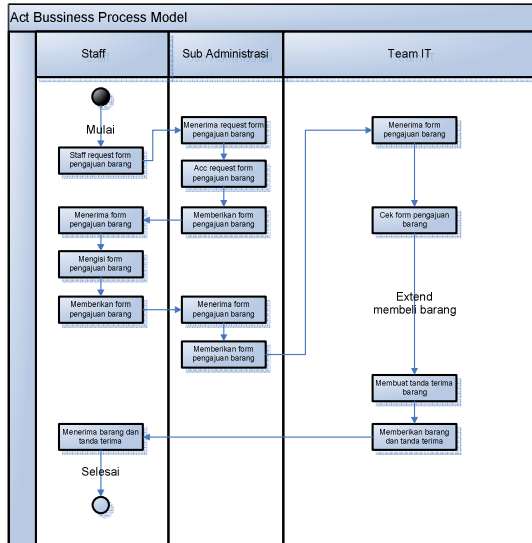 Act Bussiness Process Model
Staff
Sub Administrasi
Team IT
Mulai
Staff request form
pengajuan barang
Menerima request form
pengajuan barang
Acc request form
pengajuan barang
Memberikan form
pengajuan barang
Menerima form
pengajuan barang
Mengisi form
pengajuan barang
Memberikan form
pengajuan barang
Menerima form
pengajuan barang
Memberikan form
pengajuan barang
Menerima form
pengajuan barang
Cek form pengajuan
barang
Extend
membeli barang
Membuat tanda terima
barang
Memberikan barang
dan tanda terima
Menerima barang dan
tanda terima
Selesai